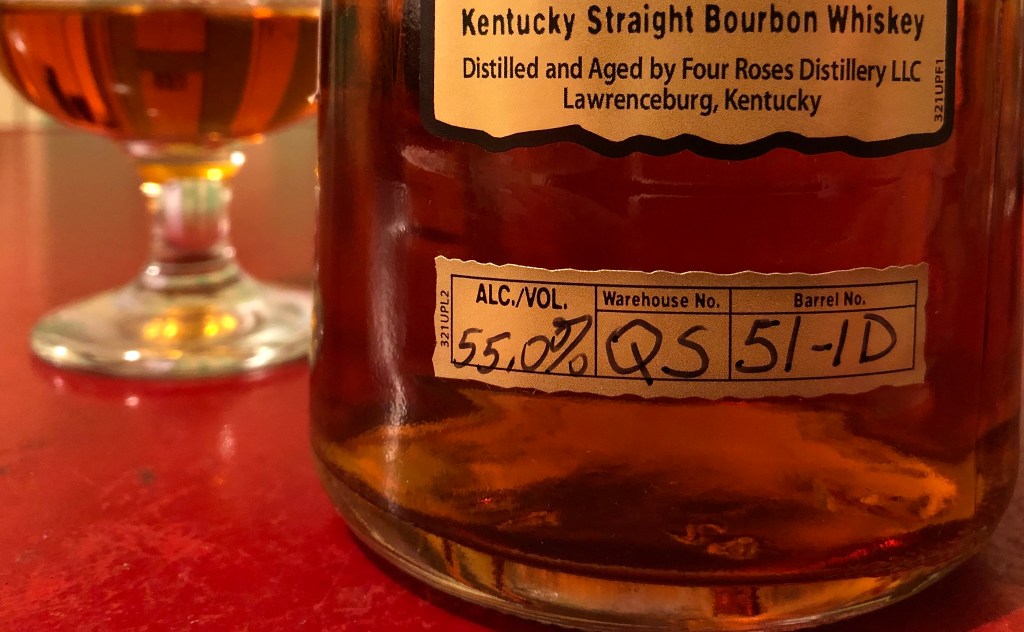 Kentucky Straight Bourbon Whiskey
Distilled and Aged by Four Roses Distillery LLC
Lawrenceburg, Kentucky
321UPF1
321UPL2
ALC./VOL. Warehouse No. Barrel No.
55.0% QS 51-1D